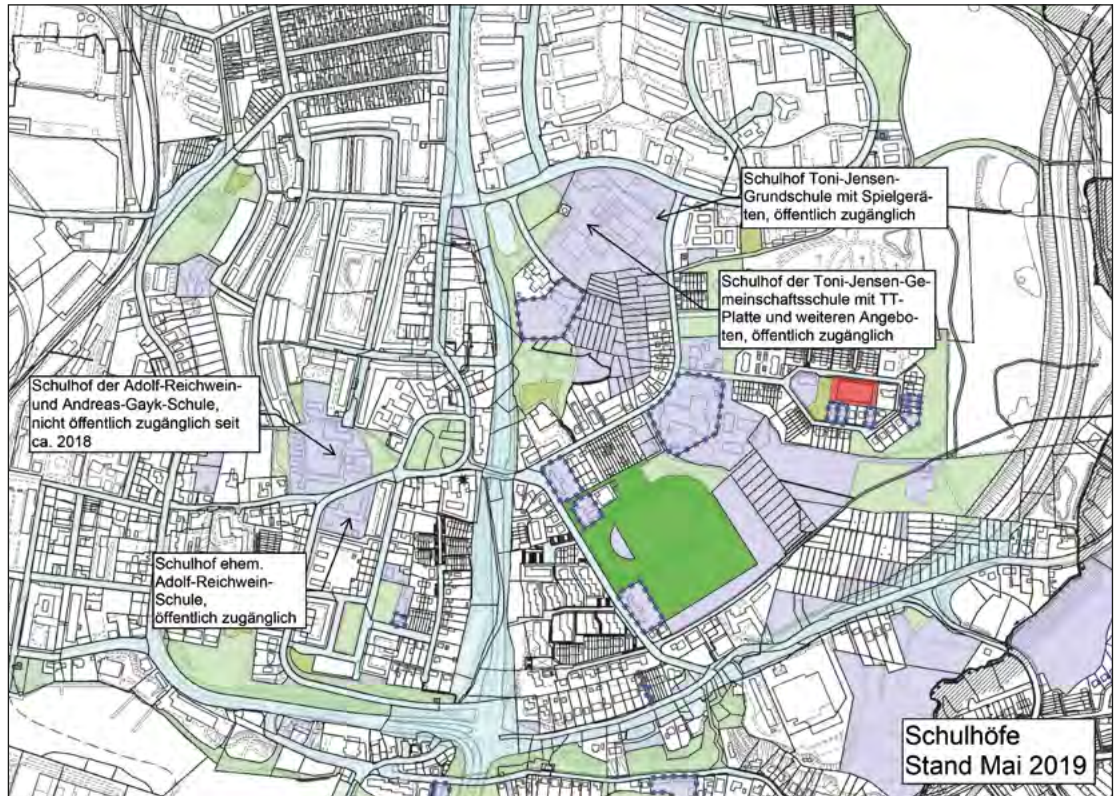 Schulhof Toni-Jensen-
Grundschule mit Spielgerä-
ten, öffentlich zugänglich
Schulhof der Toni-Jensen-Ge-
meinschaftsschule mit TT-
Platte und weiteren Angebo-
ten, öffentlich zugänglich
Schulhof der Adolf-Reichwein-
und Andreas-Gayk-Schule,
nicht öffentlich zugänglich seit
ca. 2018
Schulhof ehem.
Adolf-Reichwein-
Schule,
öffentlich zugänglich
Schulhöfe
Stand Mai 2019